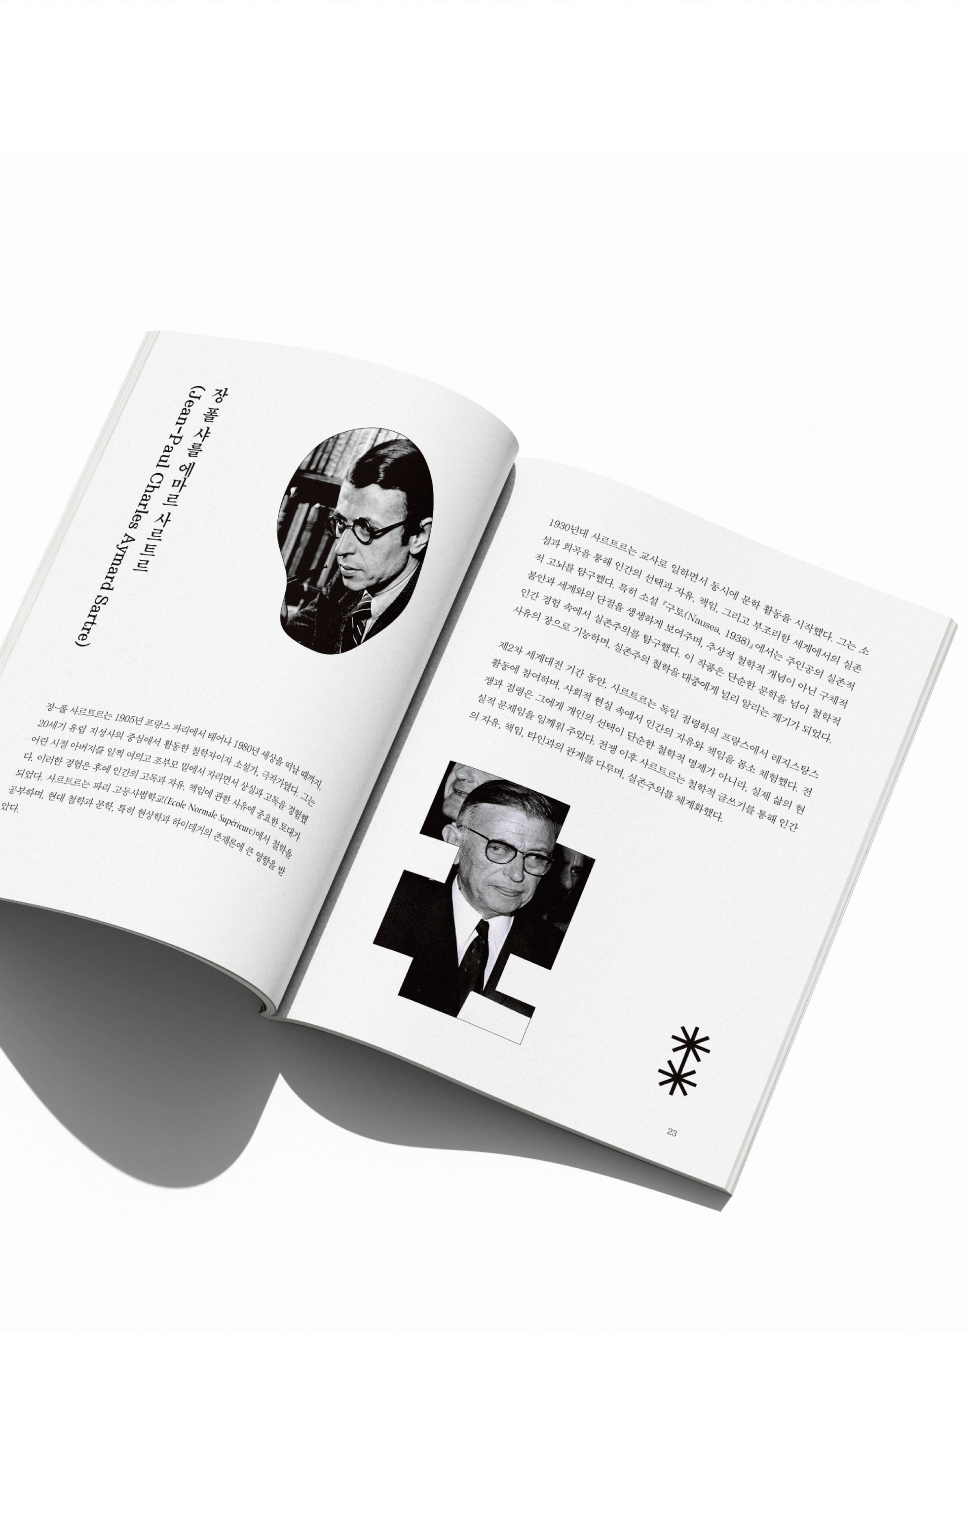 장 폴 샤를 에마르 사르트르
(Jean-Paul Charles Aymard Sartre)
장-폴 사르트르는 1905년 프랑스 파리에서 태어나 1980년 세상을 떠날 때까지,
20세기 유럽 지성사의 중심에서 활동한 철학자이자 소설가, 극작가였다. 그는
어린 시절 아버지를 일찍 여의고 조부모 밑에서 자라면서 상실과 고독을 경험했
다. 이러한 경험은 후에 인간의 고독과 자유, 책임에 관한 사유에 중요한 토대가
되었다. 사르트르는 파리 고등사범학교(École Normale Supérieure)에서 철학을
공부하며, 현대 철학과 문학, 특히 현상학과 하이데거의 존재론에 큰 영향을 받
았다.
1930년대 사르트르는 교사로 일하면서 동시에 문학 활동을 시작했다. 그는 소
설과 희곡을 통해 인간의 선택과 자유, 책임, 그리고 부조리한 세계에서의 실존
적 고뇌를 탐구했다. 특히 소설 『구토(Nausea, 1938)』에서는 주인공의 실존적
불안과 세계와의 단절을 생생하게 보여주며, 추상적 철학적 개념이 아닌 구체적
인간 경험 속에서 실존주의를 탐구했다. 이 작품은 단순한 문학을 넘어 철학적
사유의 장으로 기능하며, 실존주의 철학을 대중에게 널리 알리는 계기가 되었다.
제2차 세계대전 기간 동안, 사르트르는 독일 점령하의 프랑스에서 레지스탕스
활동에 참여하며, 사회적 현실 속에서 인간의 자유와 책임을 몸소 체험했다. 전
쟁과 점령은 그에게 개인의 선택이 단순한 철학적 명제가 아니라, 실제 삶의 현
실적 문제임을 일깨워 주었다. 전쟁 이후 사르트르는 철학적 글쓰기를 통해 인간
의 자유, 책임, 타인과의 관계를 다루며, 실존주의를 체계화했다.
23